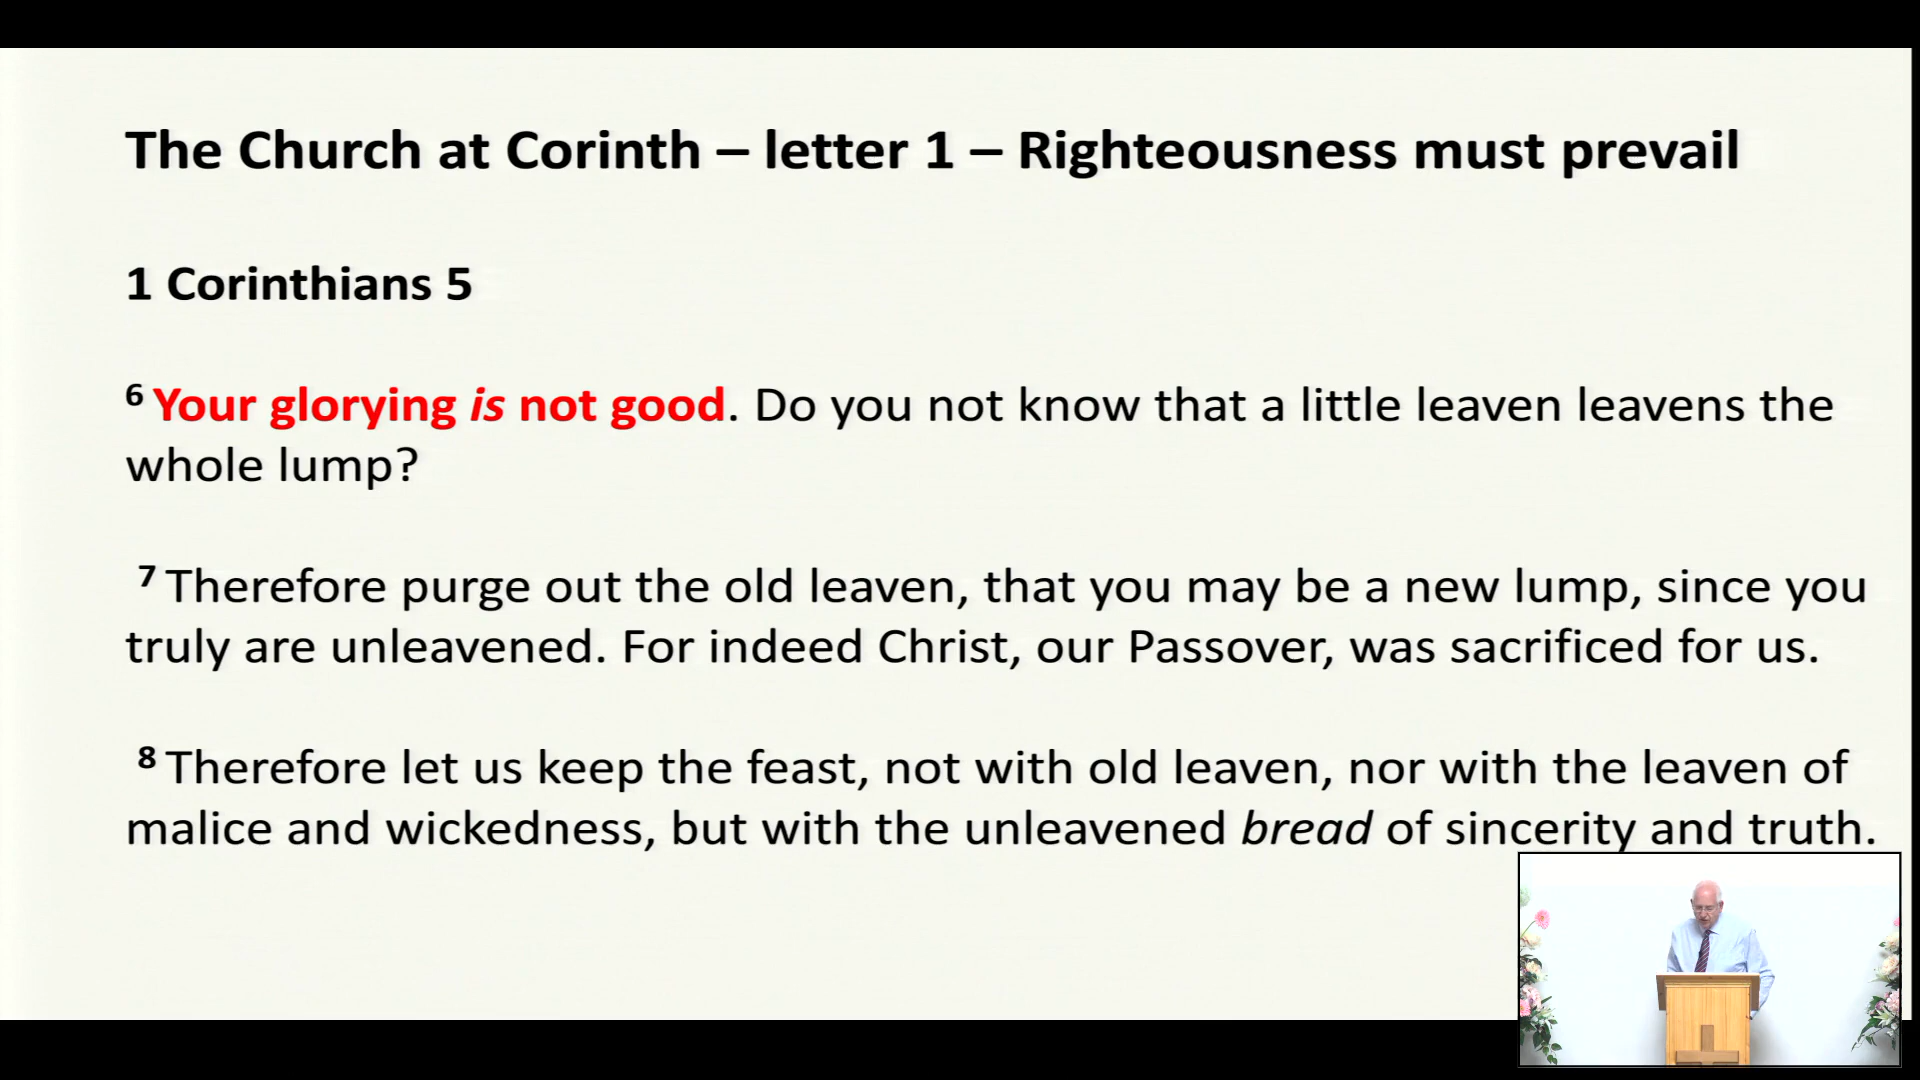 The Church at Corinth – letter 1 – Righteousness must prevail
1 Corinthians 5
6 Your glorying is not good. Do you not know that a little leaven leavens the
whole lump?
7 Therefore purge out the old leaven, that you may be a new lump, since you
truly are unleavened. For indeed Christ, our Passover, was sacrificed for us.
8 Therefore let us keep the feast, not with old leaven, nor with the leaven of
malice and wickedness, but with the unleavened bread of sincerity and truth.